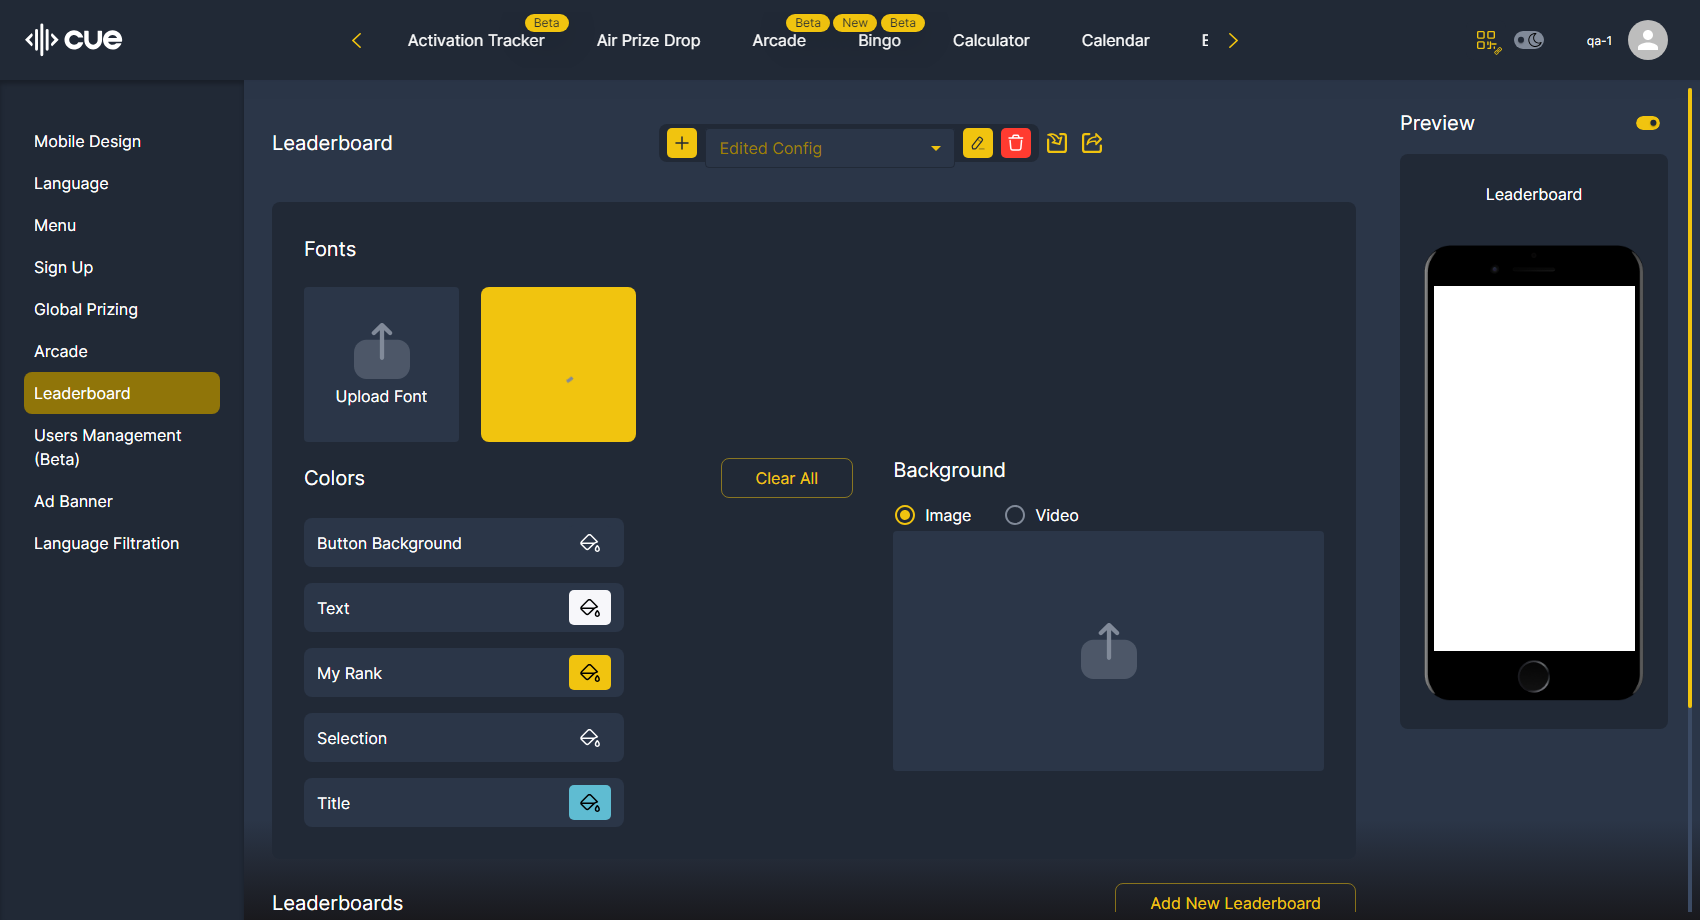 cue
Activation Tracker
Beta
Air Prize Drop
Arcade
Beta
New
Bingo
Beta
Calculator
Calendar
qa-1
Mobile Design
Language
Menu
Sign Up
Global Prizing
Arcade
Leaderboard
Users Management
(Beta)
Ad Banner
Language Filtration
Leaderboard
Edited Config
Fonts
Upload Font
Colors
Clear All
Button Background
Text
My Rank
Selection
Title
Background
Image
Video
Leaderboards
Add New Leaderboard
Preview
Leaderboard